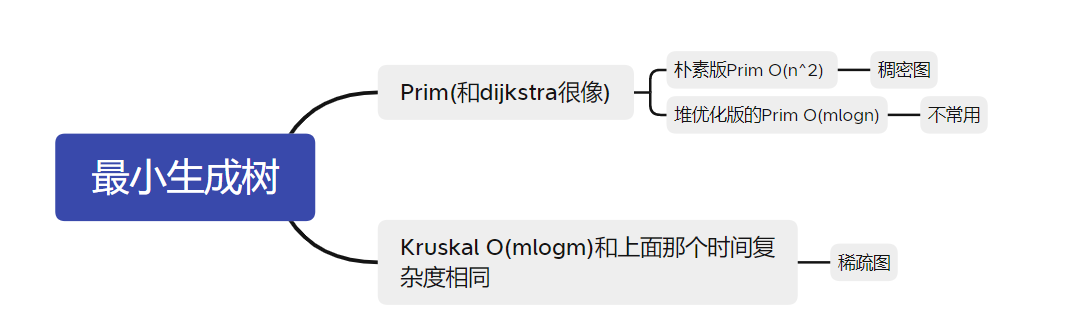 最小生成树
Prim(和dijkstra很像)
朴素版Prim O(n^2)
稠密图
堆优化版的Prim O(mlogn)
不常用
Kruskal O(mlogm)和上面那个时间复
杂度相同
稀疏图